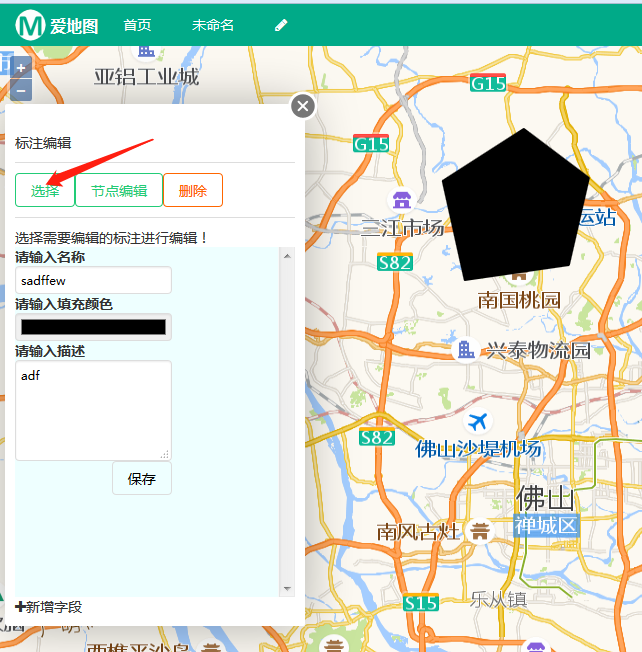 M 爱地图 首页 未命名
+
−
亚铝工业城
G15
标注编辑
G15
选择 节点编辑 删除
三江市场
选择需要编辑的标注进行编辑！
S82
请输入名称
sadffew
请输入填充颜色
南国桃园
请输入描述
兴泰物流园
adf
S82
佛山沙堤机场
保存
佛山
禅城区
南风古灶
乐从镇
S15
+新增字段
西樵平沙岛